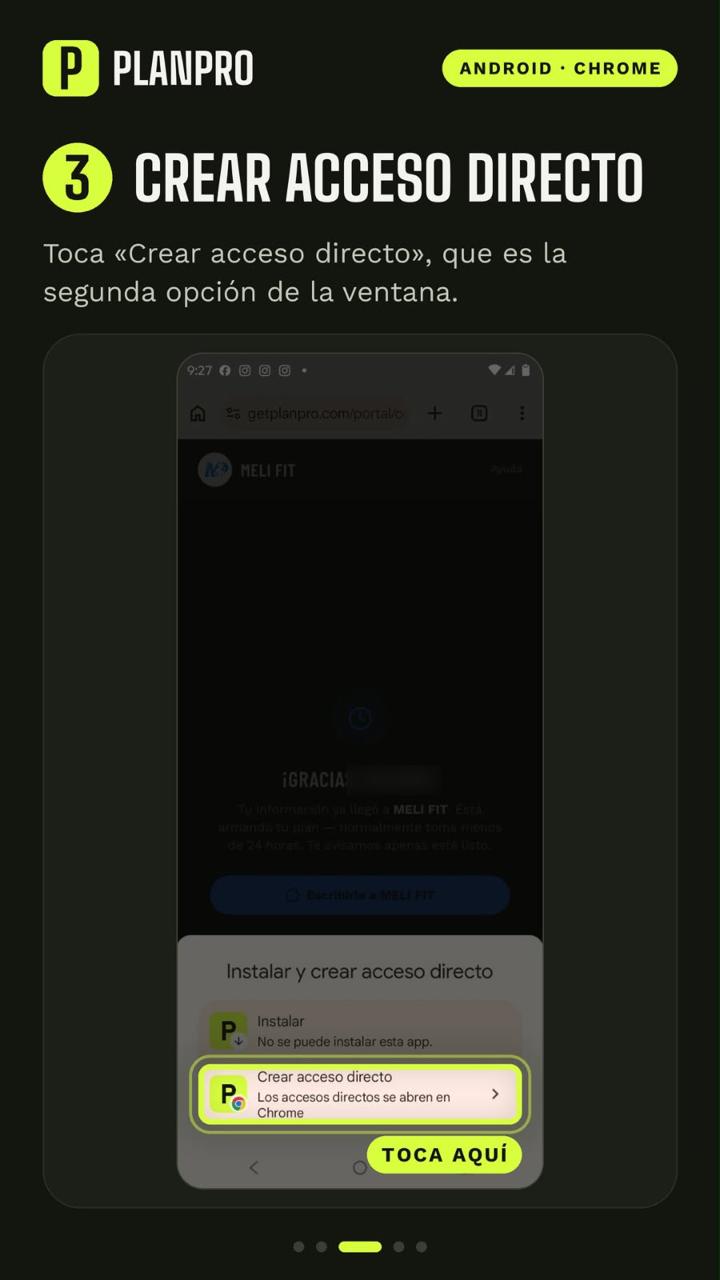 P PLANPRO
ANDROID · CHROME
3 CREAR ACCESO DIRECTO
Toca «Crear acceso directo», que es la
segunda opción de la ventana.
9:27
getplanpro.com/portal/o
MELI FIT
Ayuda
¡GRACIAS
Tu información ya llegó a MELI FIT. Está
armando tu plan — normalmente toma menos
de 24 horas. Te avisamos apenas esté listo.
Escribirle a MELI FIT
Instalar y crear acceso directo
P
Instalar
No se puede instalar esta app.
P
Crear acceso directo
Los accesos directos se abren en
Chrome
TOCA AQUÍ